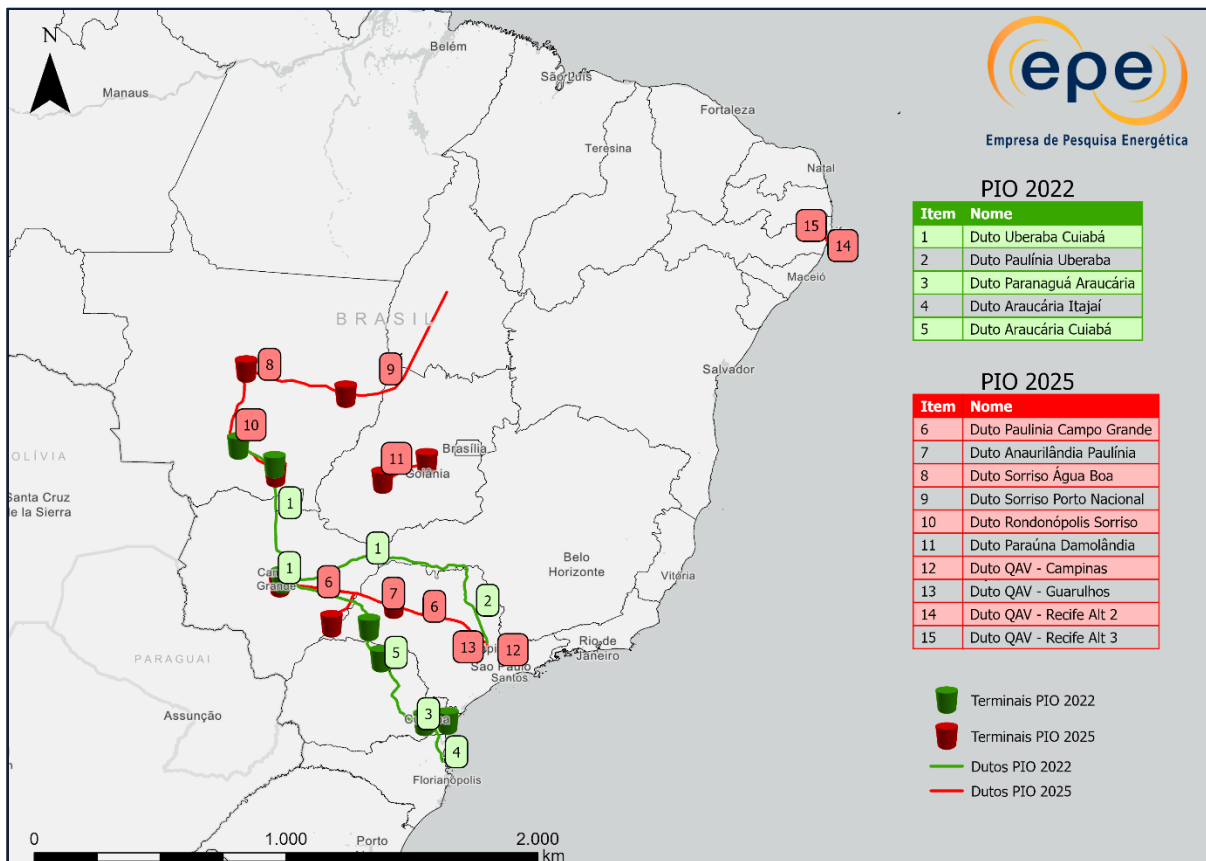 N
Belém
São Luís
Manaus
Fortaleza
Teresina
Natal
15
14
Maceió
BRASIL
8
9
Salvador
10
Brasília
11
Goiânia
OLÍVIA
Santa Cruz
de la Sierra
1
1
1
Belo
Horizonte
Grande
6
7
6
2
Vitória
13
12
Rio de
Janeiro
São Paulo
Santos
5
PARAGUAI
Assunção
3
4
Florianópolis
Porto
0 1.000 2.000
km
epe
Empresa de Pesquisa Energética
PIO 2022
Item Nome
1 Duto Uberaba Cuiabá
2 Duto Paulínia Uberaba
3 Duto Paranaguá Araucária
4 Duto Araucária Itajaí
5 Duto Araucária Cuiabá
PIO 2025
Item Nome
6 Duto Paulinia Campo Grande
7 Duto Anaurilândia Paulínia
8 Duto Sorriso Água Boa
9 Duto Sorriso Porto Nacional
10 Duto Rondonópolis Sorriso
11 Duto Paraúna Damolândia
12 Duto QAV - Campinas
13 Duto QAV - Guarulhos
14 Duto QAV - Recife Alt 2
15 Duto QAV - Recife Alt 3
Terminais PIO 2022
Terminais PIO 2025
Dutos PIO 2022
Dutos PIO 2025